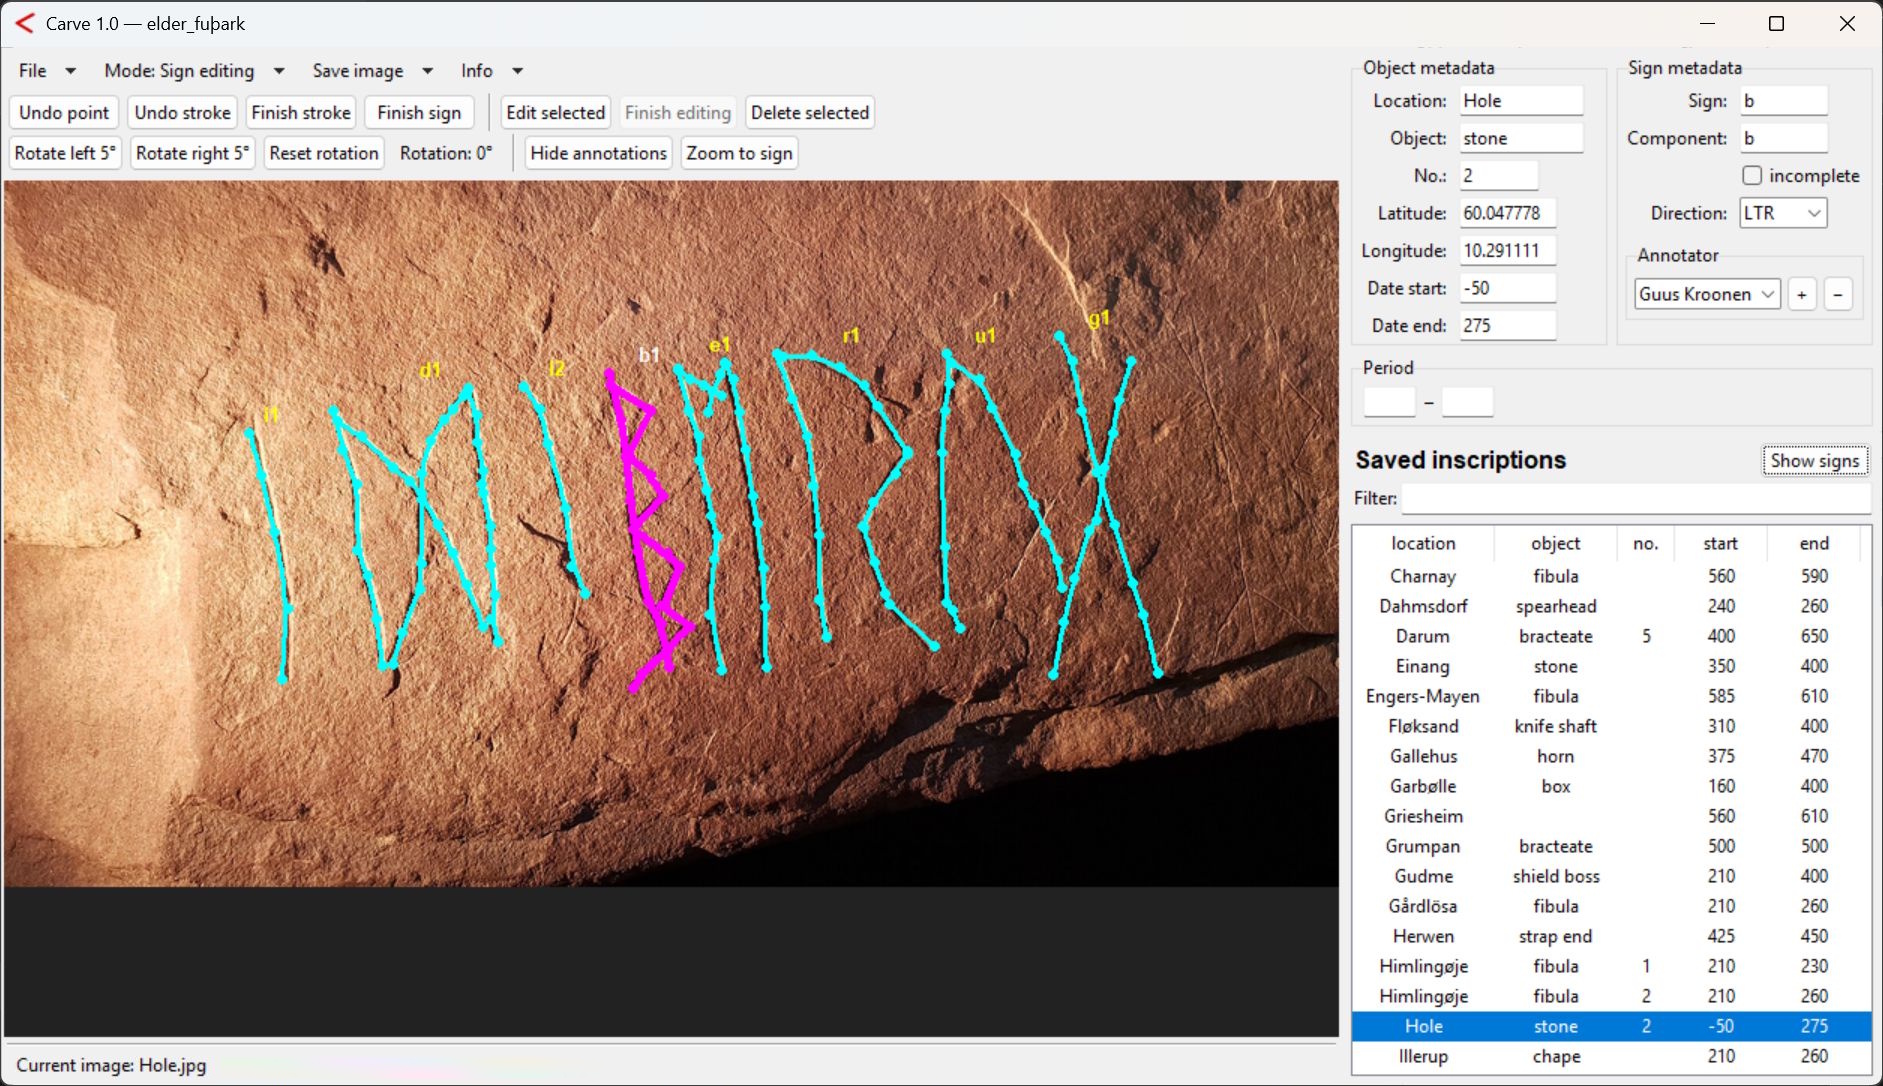 Carve 1.0 — elder_fuþark
File
Mode: Sign editing
Save image
Info
Undo point
Undo stroke
Finish stroke
Finish sign
Edit selected
Finish editing
Delete selected
Rotate left 5°
Rotate right 5°
Reset rotation
Rotation: 0°
Hide annotations
Zoom to sign
i1
d1
b1
e1
r1
u1
g1
Current image: Hole.jpg
Object metadata
Location: Hole
Object: stone
No.: 2
Latitude: 60.047778
Longitude: 10.291111
Date start: -50
Date end: 275
Sign metadata
Sign: b
Component: b
incomplete
Direction: LTR
Annotator
Guus Kroonen
+
−
Period
–
Saved inscriptions
Show signs
Filter:
location object no. start end
Charnay fibula 560 590
Dahmsdorf spearhead 240 260
Darum bracteate 5 400 650
Einang stone 350 400
Engers-Mayen fibula 585 610
Fløksand knife shaft 310 400
Gallehus horn 375 470
Garbølle box 160 400
Griesheim 560 610
Grumpan bracteate 500 500
Gudme shield boss 210 400
Gårdlösa fibula 210 260
Herwen strap end 425 450
Himlingøje fibula 1 210 230
Himlingøje fibula 2 210 260
Hole stone 2 -50 275
Illerup chape 210 260